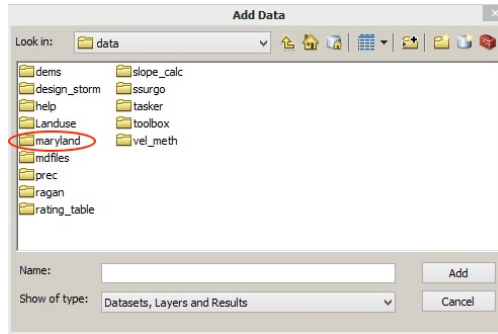 Add Data
Look in: data
dems
design_storm
help
Landuse
maryland
mdfiles
prec
ragan
rating_table
slope_calc
ssurgo
tasker
toolbox
vel_meth
Name: Add
Show of type: Datasets, Layers and Results Cancel